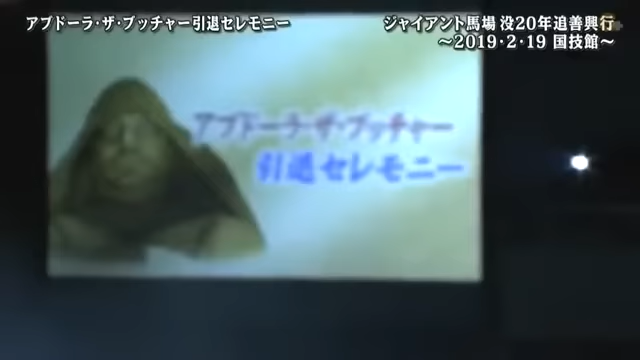 アブドーラ・ザ・ブッチャー引退セレモニー
ジャイアント馬場 没20年追善興行
～2019・2・19 国技館～
アブドーラ・ザ・ブッチャー
引退セレモニー